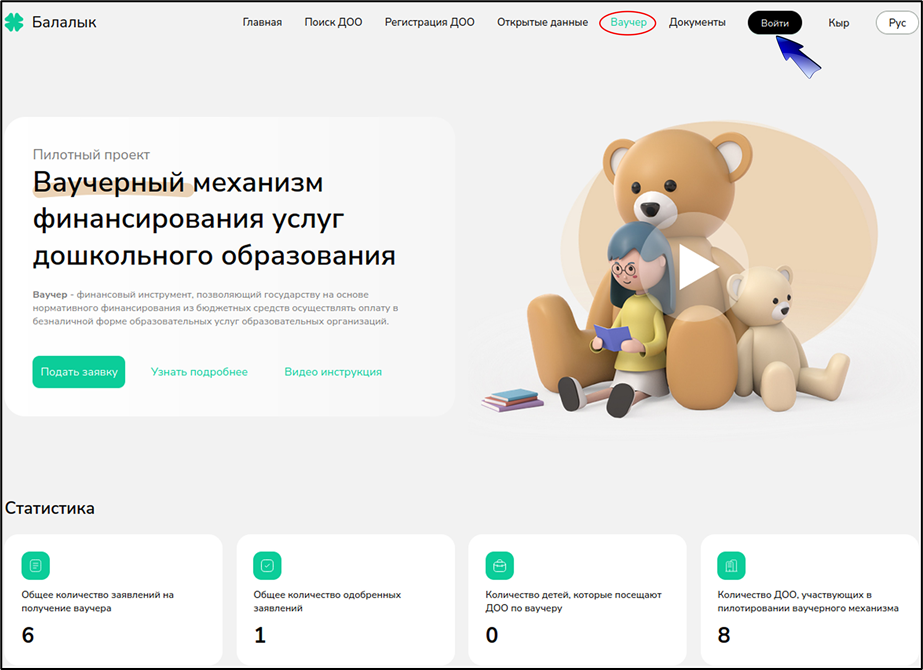 Балалык
Главная Поиск ДОО Регистрация ДОО Открытые данные Ваучер Документы Войти Кыр Рус
Пилотный проект
Ваучерный механизм
финансирования услуг
дошкольного образования
Ваучер - финансовый инструмент, позволяющий государству на основе
нормативного финансирования из бюджетных средств осуществлять оплату в
безналичной форме образовательных услуг образовательных организаций.
Подать заявку Узнать подробнее Видео инструкция
Статистика
Общее количество заявлений на
получение ваучера
6
Общее количество одобренных
заявлений
1
Количество детей, которые посещают
ДОО по ваучеру
0
Количество ДОО, участвующих в
пилотировании ваучерного механизма
8